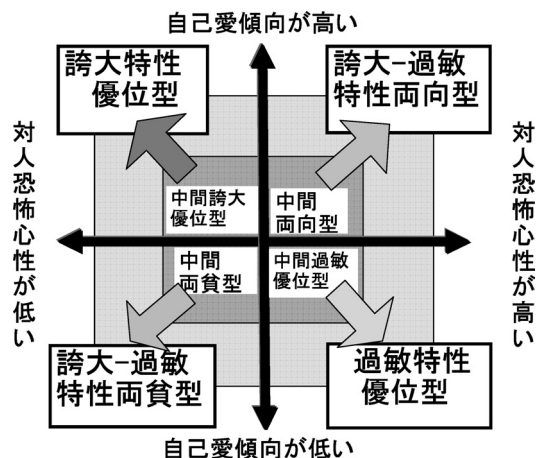 自己愛傾向が高い
誇大特性
優位型
誇大−過敏
特性両向型
対人恐怖心性が低い
対人恐怖心性が高い
中間誇大
優位型
中間
両向型
中間
両貧型
中間過敏
優位型
誇大−過敏
特性両貧型
過敏特性
優位型
自己愛傾向が低い